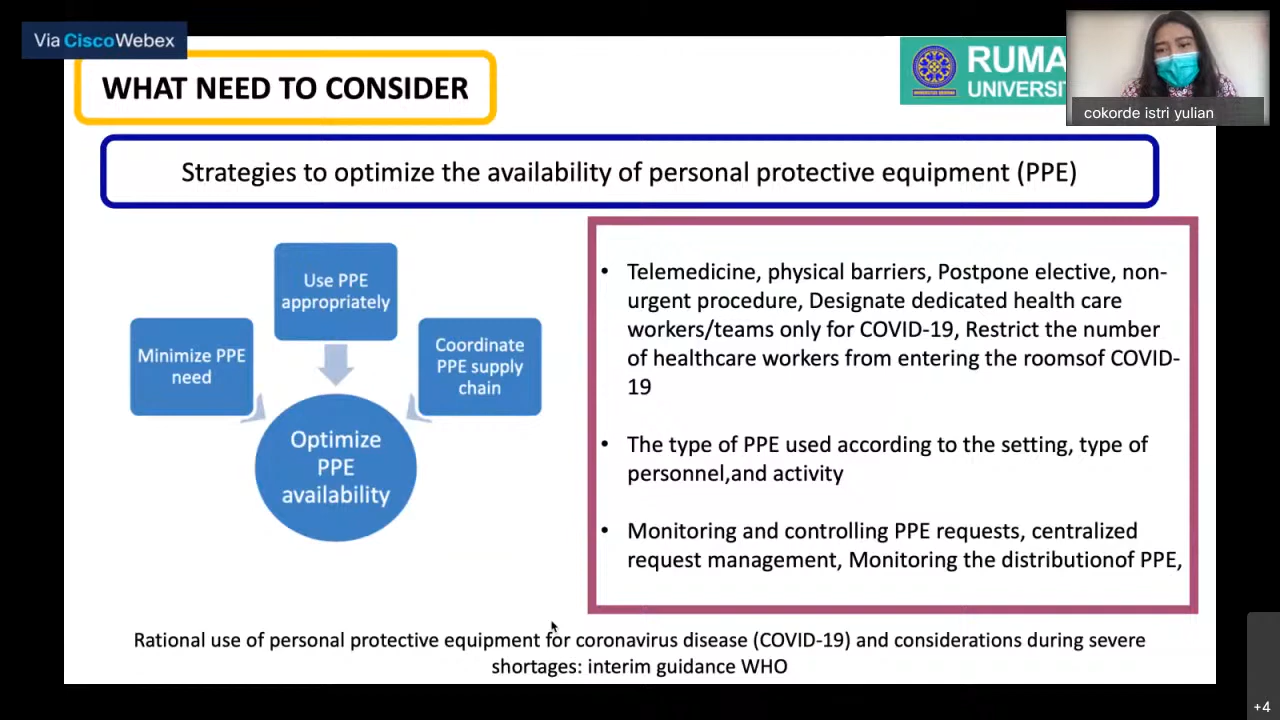 Via CiscoWebex
WHAT NEED TO CONSIDER
RUMA
UNIVERSIT
cokorde istri yulian
Strategies to optimize the availability of personal protective equipment (PPE)
Use PPE
appropriately
Minimize PPE
need
Coordinate
PPE supply
chain
Optimize
PPE
availability
• Telemedicine, physical barriers, Postpone elective, non-
urgent procedure, Designate dedicated health care
workers/teams only for COVID-19, Restrict the number
of healthcare workers from entering the roomsof COVID-
19
• The type of PPE used according to the setting, type of
personnel,and activity
• Monitoring and controlling PPE requests, centralized
request management, Monitoring the distributionof PPE,
Rational use of personal protective equipment for coronavirus disease (COVID-19) and considerations during severe
shortages: interim guidance WHO
+4